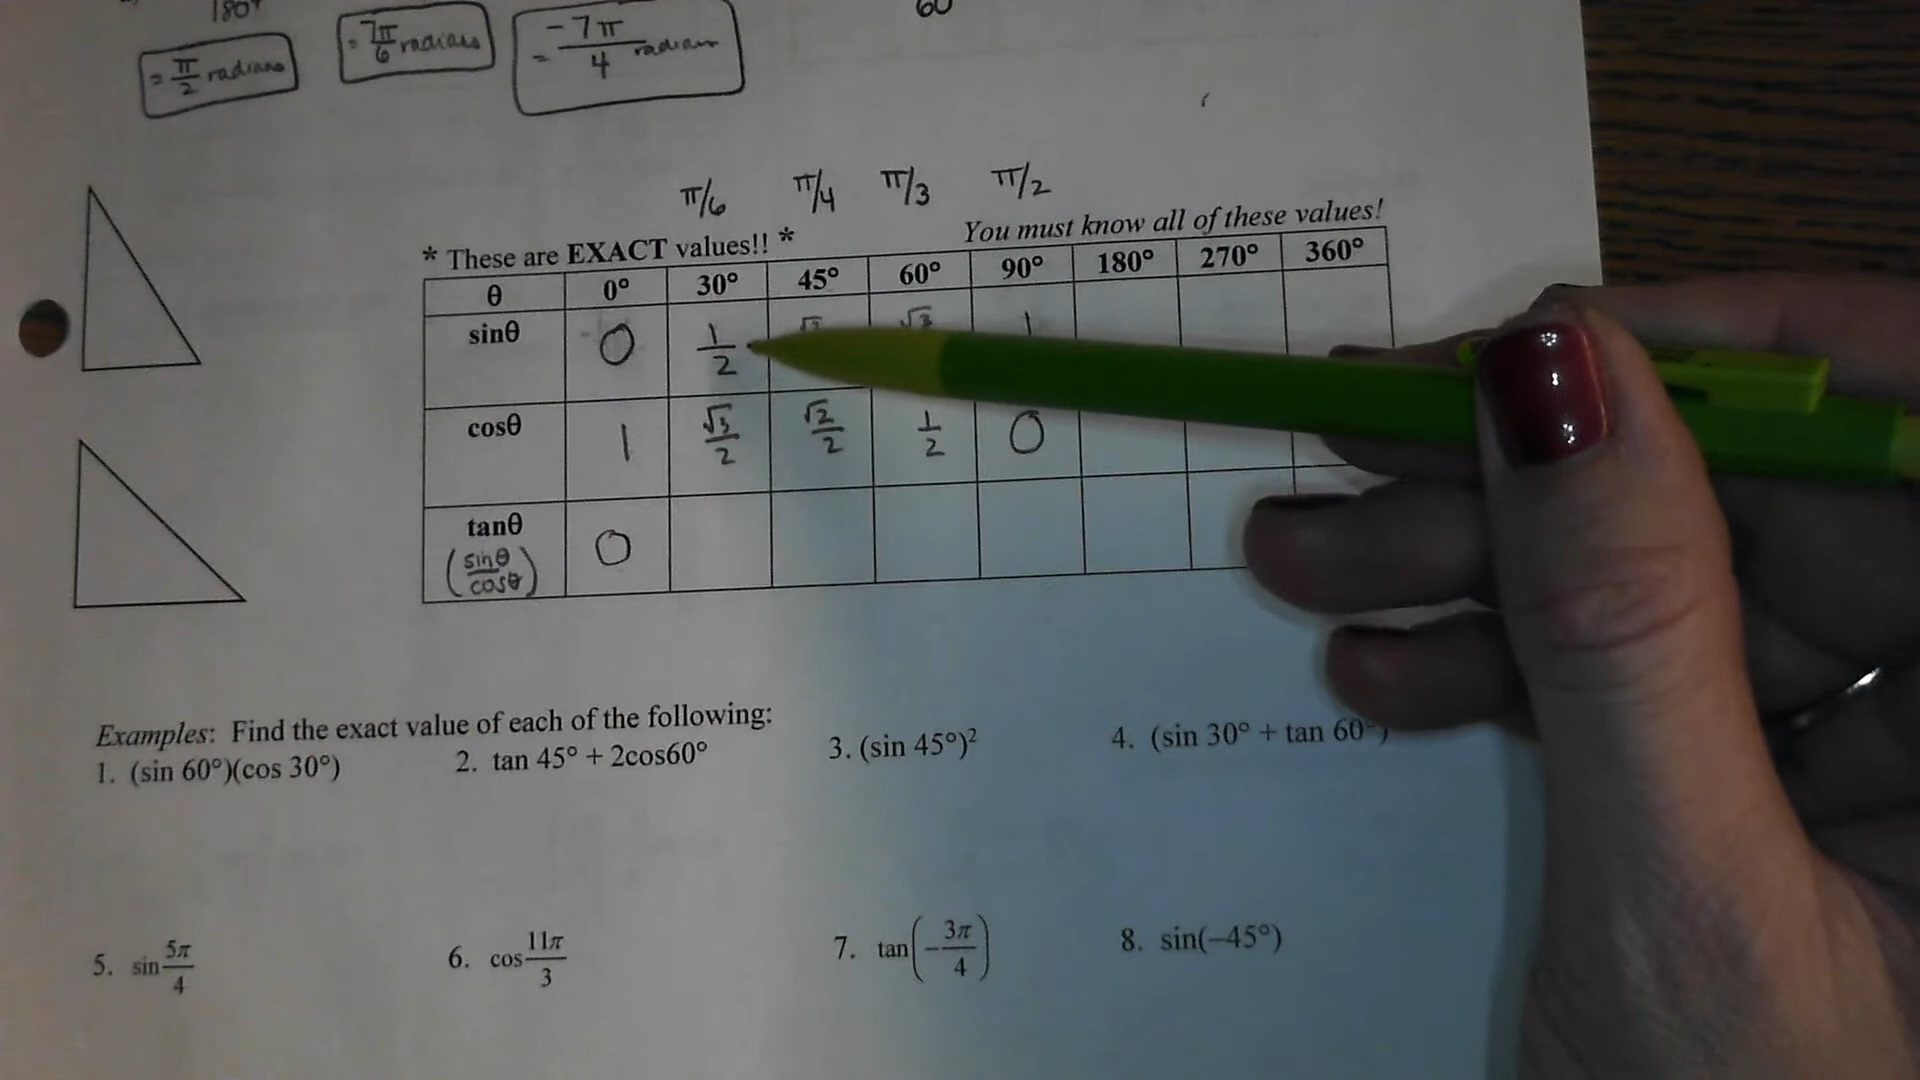 180°
= π/2 radians
= 7π/6 radians
= -7π/4 radian
60
π/6 π/4 π/3 π/2
* These are EXACT values!! * You must know all of these values!
θ 0° 30° 45° 60° 90° 180° 270° 360°
sinθ 0 1/2 √3 1
cosθ 1 √3/2 √2/2 1/2 0
tanθ 0
(sinθ/cosθ)
Examples: Find the exact value of each of the following:
1. (sin 60°)(cos 30°) 2. tan 45° + 2cos60° 3. (sin 45°)² 4. (sin 30° + tan 60°)
5. sin 5π/4 6. cos 11π/3 7. tan(-3π/4) 8. sin(–45°)